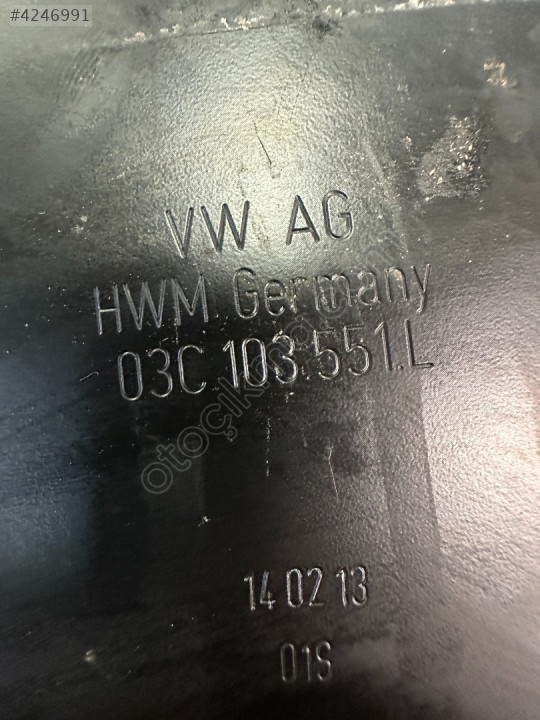 #4246991
VW AG
HWM Germany
03C.103.551.L
14 02 13
01S